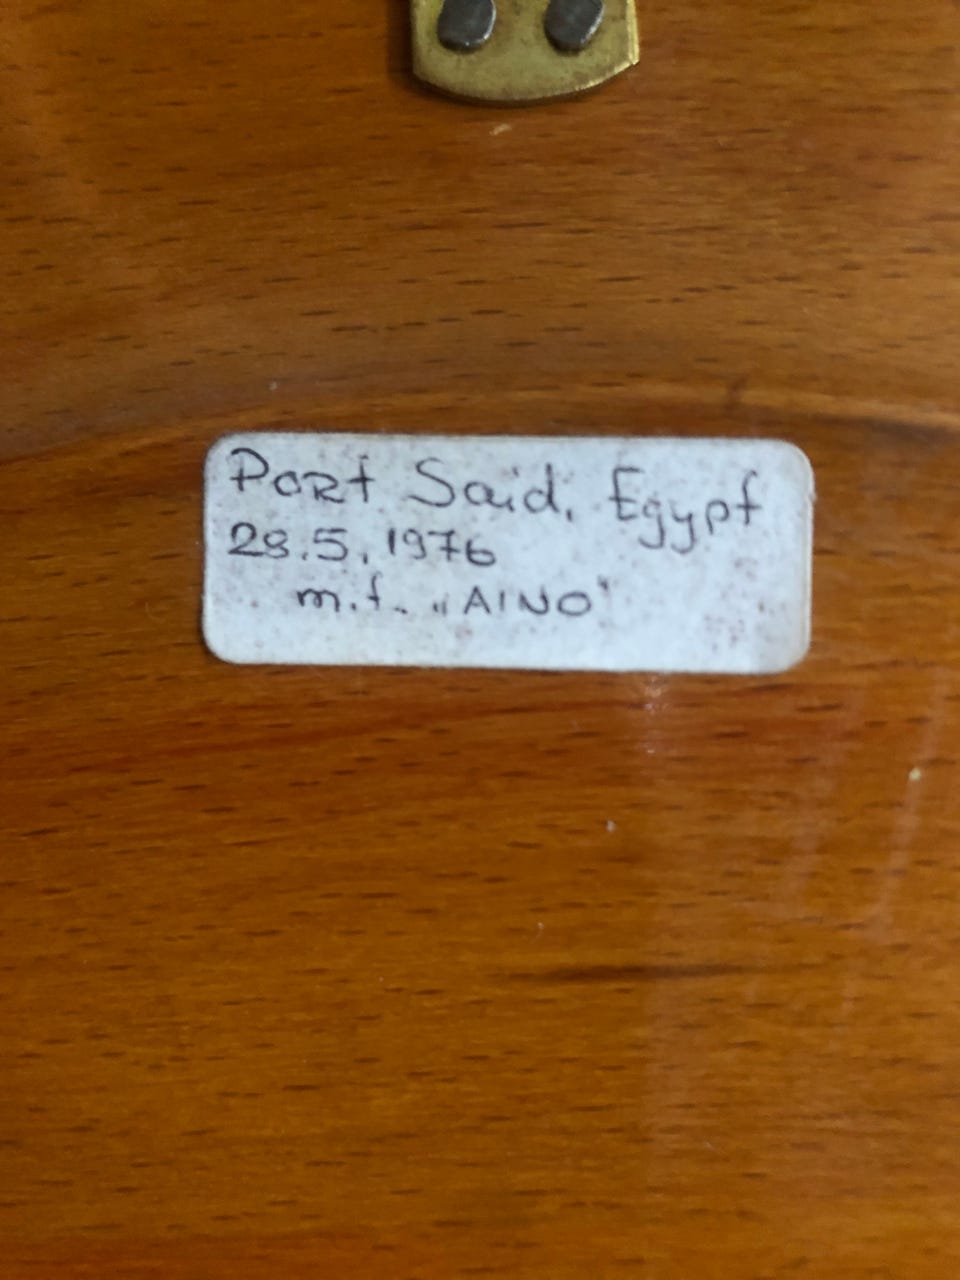 Port Said, Egypt
28.5.1976
m.t. „AINO"